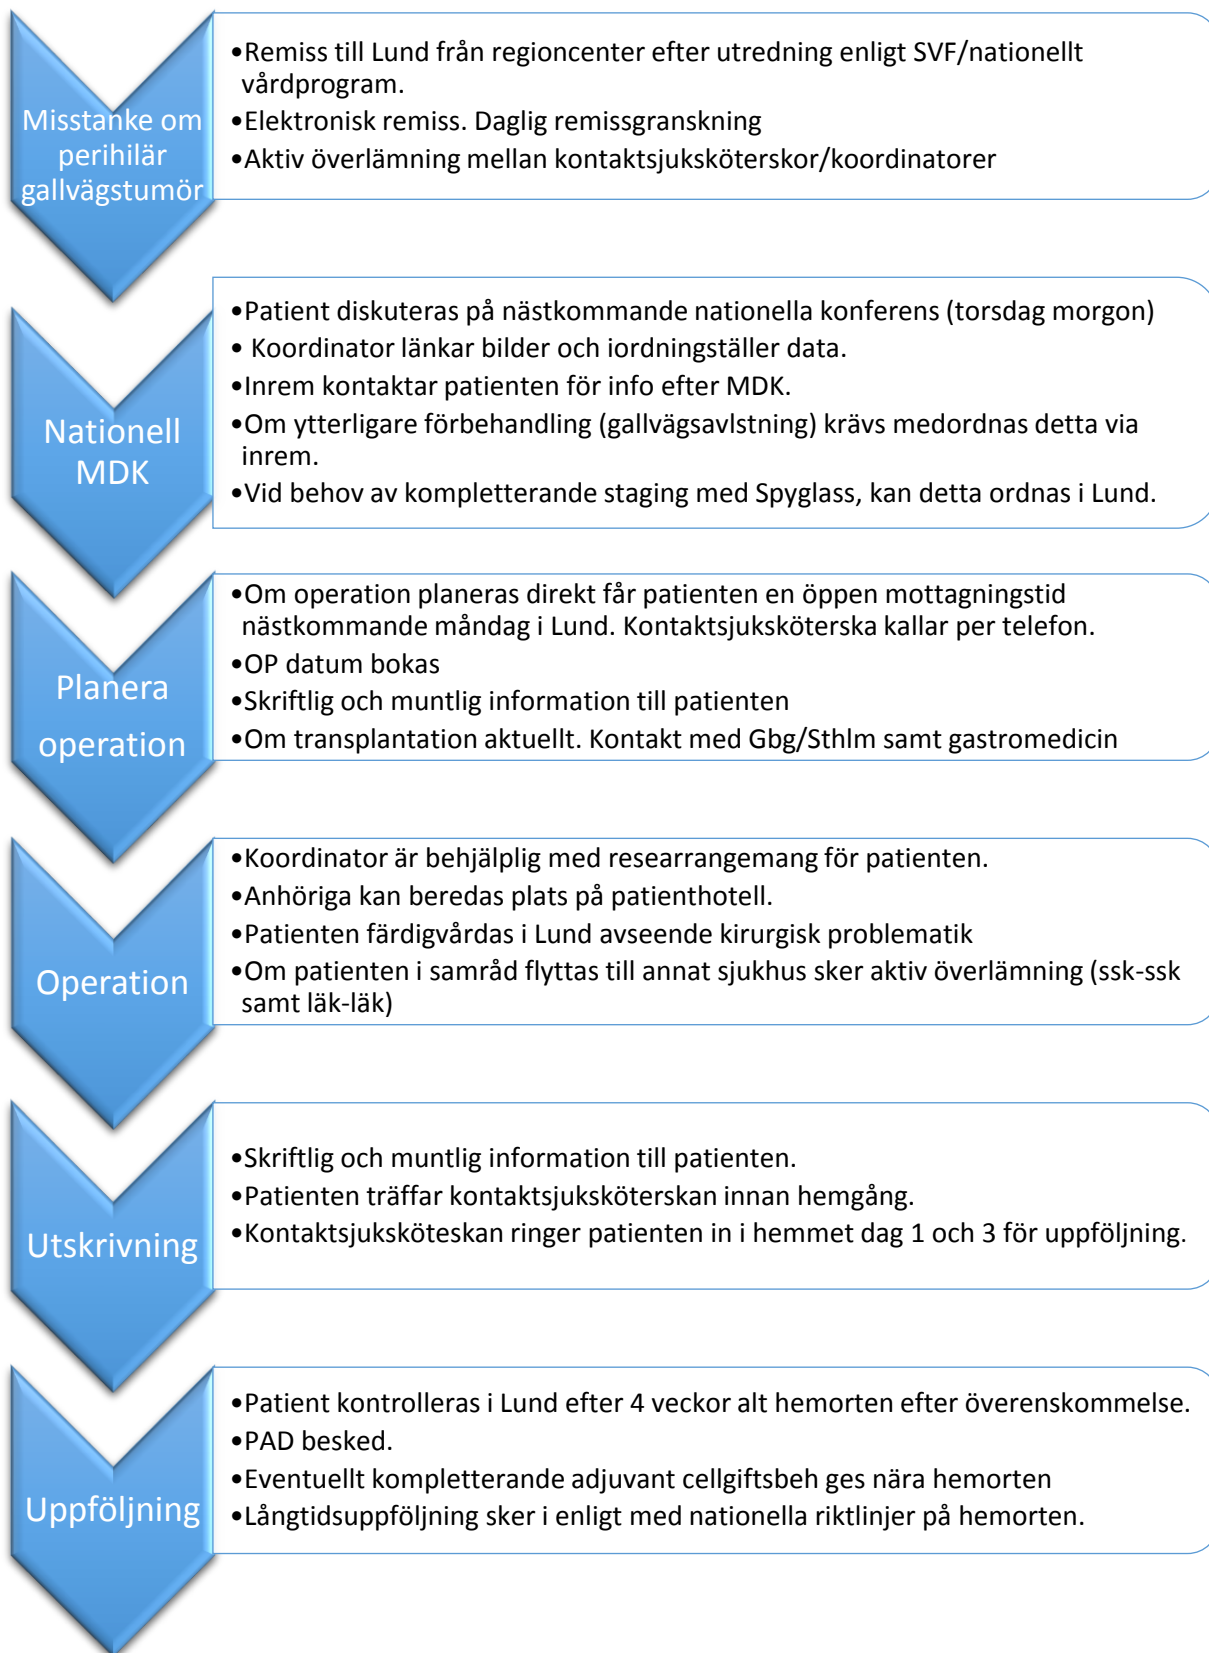 Misstanke om
perihilär
gallvägstumör
•Remiss till Lund från regioncenter efter utredning enligt SVF/nationellt
vårdprogram.
•Elektronisk remiss. Daglig remissgranskning
•Aktiv överlämning mellan kontaktsjuksköterskor/koordinatorer
Nationell
MDK
•Patient diskuteras på nästkommande nationella konferens (torsdag morgon)
• Koordinator länkar bilder och iordningställer data.
•Inrem kontaktar patienten för info efter MDK.
•Om ytterligare förbehandling (gallvägsavlstning) krävs medordnas detta via
inrem.
•Vid behov av kompletterande staging med Spyglass, kan detta ordnas i Lund.
Planera
operation
•Om operation planeras direkt får patienten en öppen mottagningstid
nästkommande måndag i Lund. Kontaktsjuksköterska kallar per telefon.
•OP datum bokas
•Skriftlig och muntlig information till patienten
•Om transplantation aktuellt. Kontakt med Gbg/Sthlm samt gastromedicin
Operation
•Koordinator är behjälplig med researrangemang för patienten.
•Anhöriga kan beredas plats på patienthotell.
•Patienten färdigvårdas i Lund avseende kirurgisk problematik
•Om patienten i samråd flyttas till annat sjukhus sker aktiv överlämning (ssk-ssk
samt läk-läk)
Utskrivning
•Skriftlig och muntlig information till patienten.
•Patienten träffar kontaktsjuksköterskan innan hemgång.
•Kontaktsjuksköteskan ringer patienten in i hemmet dag 1 och 3 för uppföljning.
Uppföljning
•Patient kontrolleras i Lund efter 4 veckor alt hemorten efter överenskommelse.
•PAD besked.
•Eventuellt kompletterande adjuvant cellgiftsbeh ges nära hemorten
•Långtidsuppföljning sker i enligt med nationella riktlinjer på hemorten.